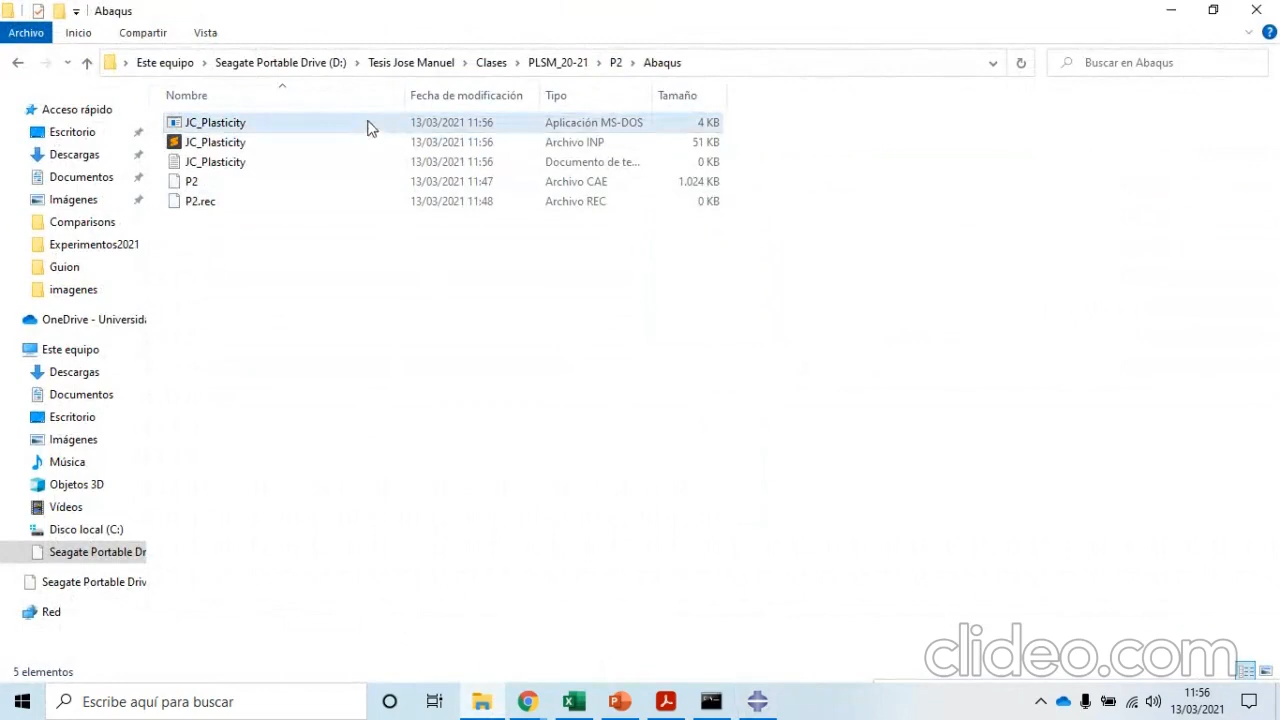 Abaqus
Archivo Inicio Compartir Vista
Este equipo Seagate Portable Drive (D:) Tesis Jose Manuel Clases PLSM_20-21 P2 Abaqus
Buscar en Abaqus
Nombre Fecha de modificación Tipo Tamaño
JC_Plasticity 13/03/2021 11:56 Aplicación MS-DOS 4 KB
JC_Plasticity 13/03/2021 11:56 Archivo INP 51 KB
JC_Plasticity 13/03/2021 11:56 Documento de te... 0 KB
P2 13/03/2021 11:47 Archivo CAE 1.024 KB
P2.rec 13/03/2021 11:48 Archivo REC 0 KB
Acceso rápido
Escritorio
Descargas
Documentos
Imágenes
Comparisons
Experimentos2021
Guion
imagenes
OneDrive - Universida
Este equipo
Descargas
Documentos
Escritorio
Imágenes
Música
Objetos 3D
Vídeos
Disco local (C:)
Seagate Portable Dr
Seagate Portable Driv
Red
5 elementos
clideo.com
Escribe aquí para buscar
11:56
13/03/2021